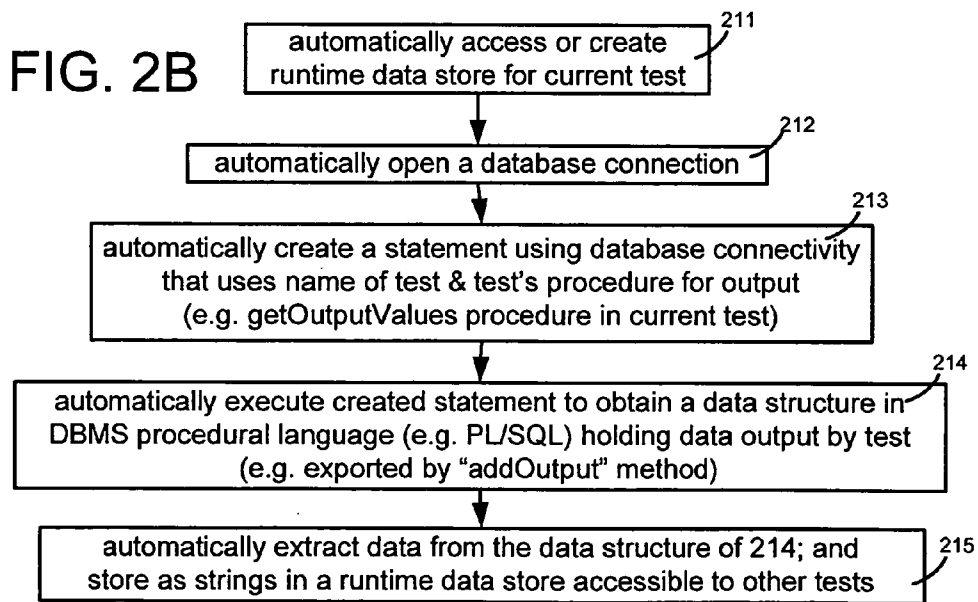 FIG. 2B
211
automatically access or create
runtime data store for current test
212
automatically open a database connection
213
automatically create a statement using database connectivity
that uses name of test & test's procedure for output
(e.g. getOutputValues procedure in current test)
214
automatically execute created statement to obtain a data structure in
DBMS procedural language (e.g. PL/SQL) holding data output by test
(e.g. exported by "addOutput" method)
automatically extract data from the data structure of 214; and
store as strings in a runtime data store accessible to other tests
215